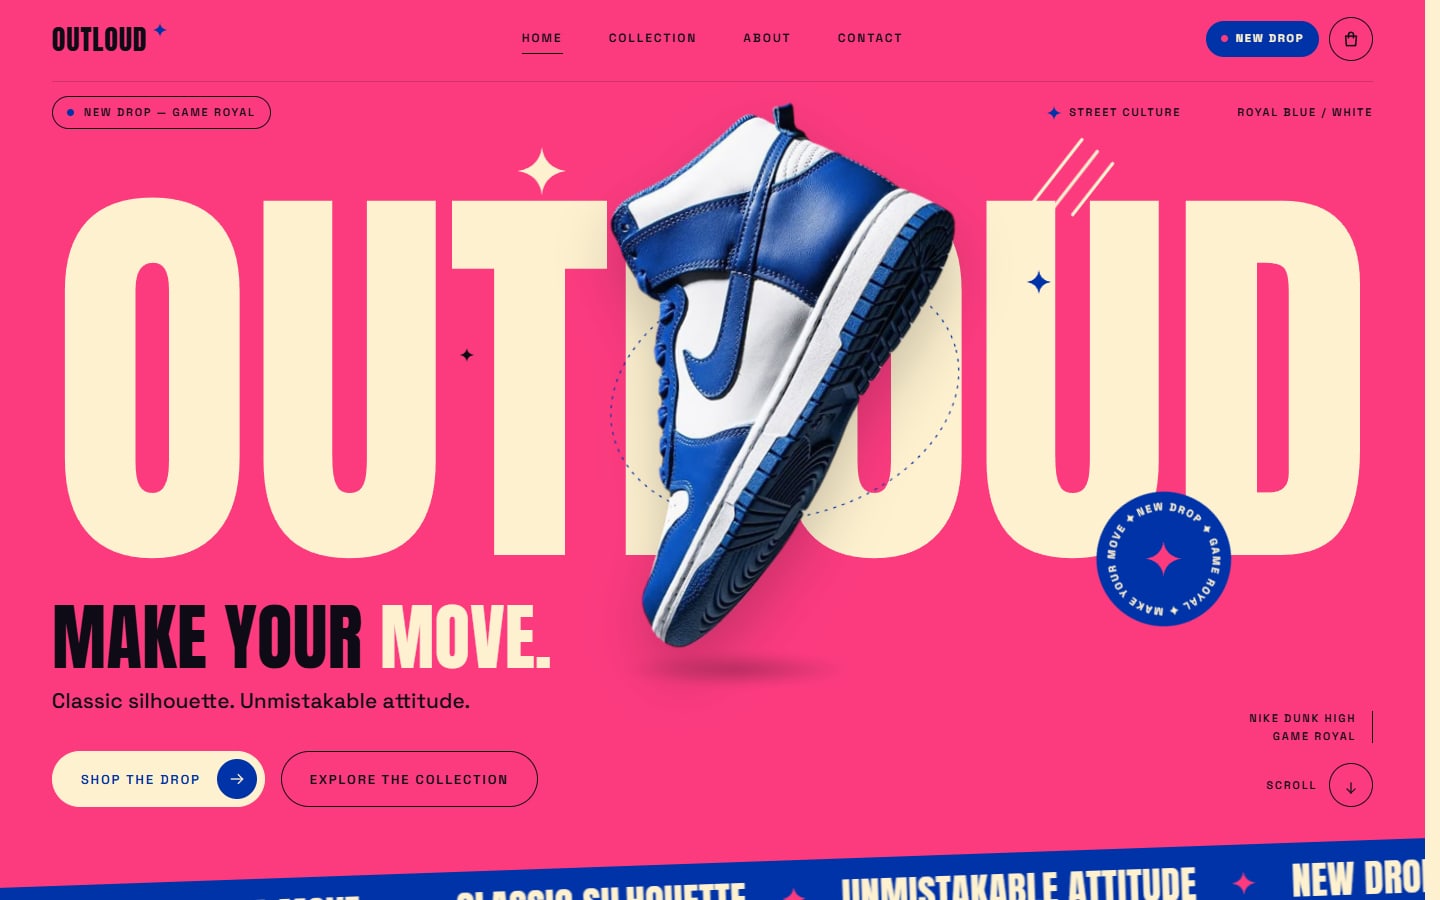 OUTLOUD
HOME
COLLECTION
ABOUT
CONTACT
NEW DROP
NEW DROP — GAME ROYAL
STREET CULTURE
ROYAL BLUE / WHITE
OUTLOUD
NEW DROP ✦ GAME ROYAL ✦ MAKE YOUR MOVE ✦
MAKE YOUR MOVE.
Classic silhouette. Unmistakable attitude.
NIKE DUNK HIGH
GAME ROYAL
SHOP THE DROP
EXPLORE THE COLLECTION
SCROLL
CLASSIC SILHOUETTE ✦ UNMISTAKABLE ATTITUDE ✦ NEW DROP